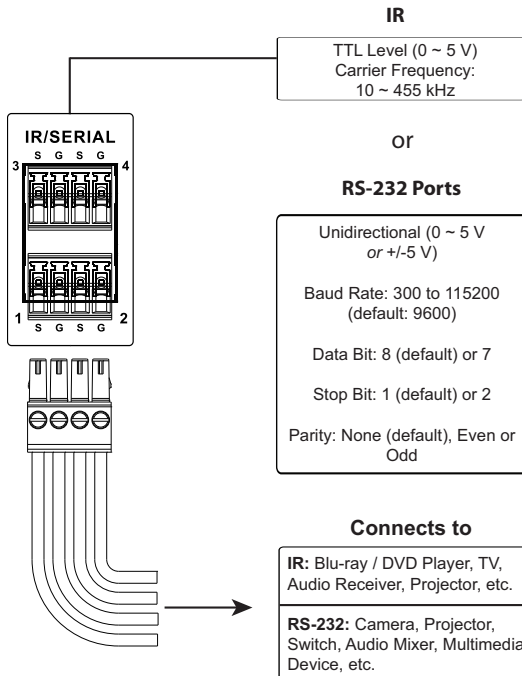 IR
TTL Level (0 ~ 5 V)
Carrier Frequency:
10 ~ 455 kHz
IR/SERIAL
S G S G
3 4
1 2
S G S G
or
RS-232 Ports
Unidirectional (0 ~ 5 V
or +/-5 V)
Baud Rate: 300 to 115200
(default: 9600)
Data Bit: 8 (default) or 7
Stop Bit: 1 (default) or 2
Parity: None (default), Even or
Odd
Connects to
IR: Blu-ray / DVD Player, TV,
Audio Receiver, Projector, etc.
RS-232: Camera, Projector,
Switch, Audio Mixer, Multimedia
Device, etc.